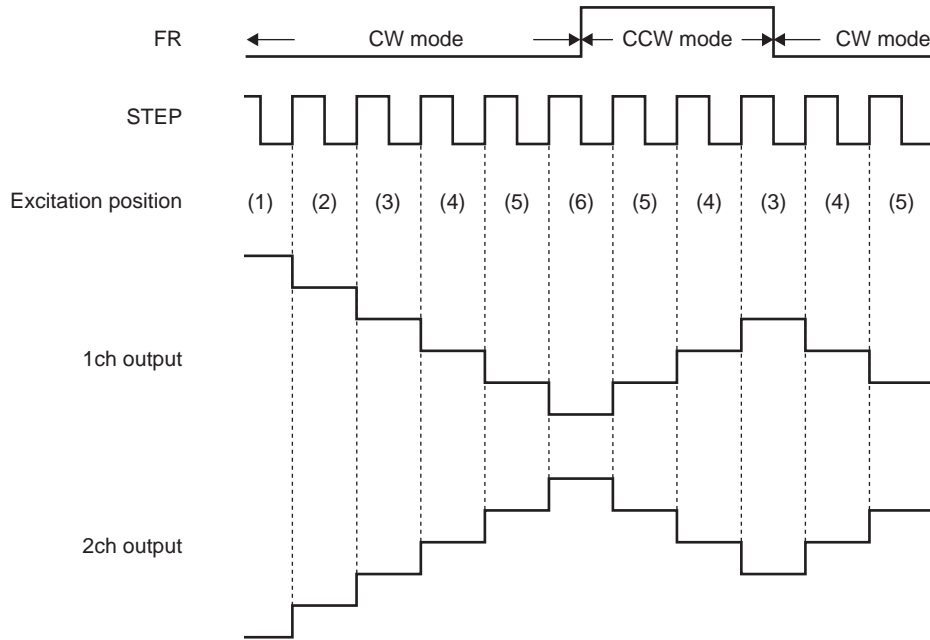 FR CW mode CCW mode CW mode
STEP
Excitation position (1) (2) (3) (4) (5) (6) (5) (4) (3) (4) (5)
1ch output
2ch output